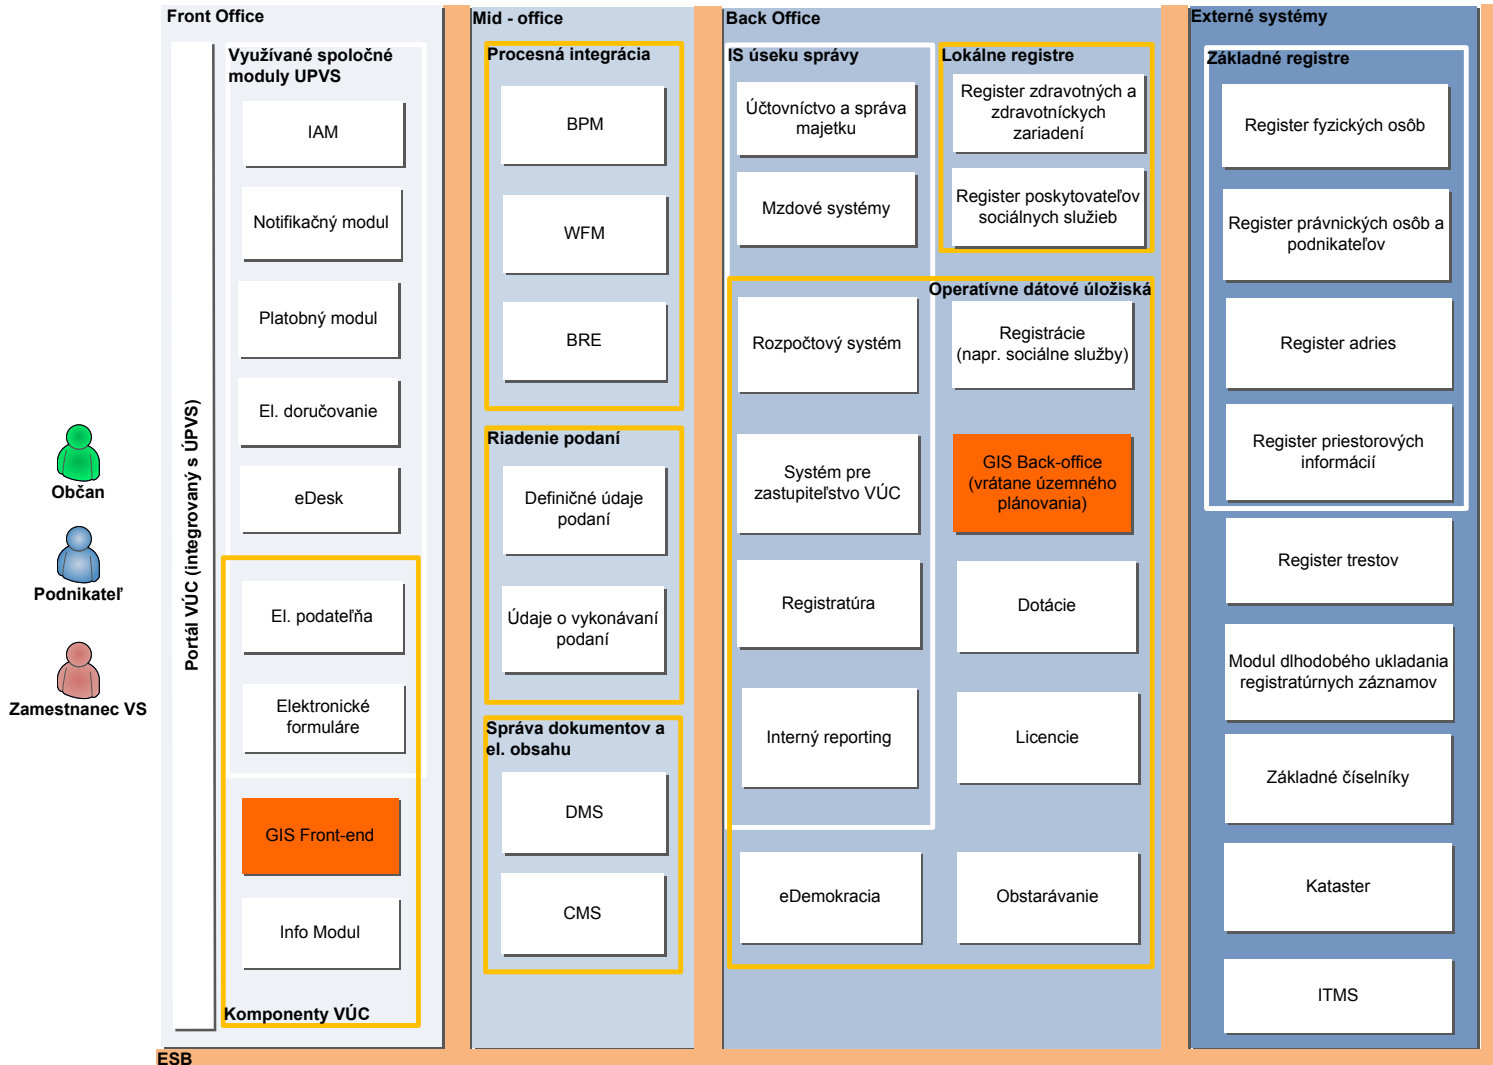 Front Office
Mid - office
Back Office
Externé systémy
Občan
Podnikateľ
Zamestnanec VS
Portál VÚC (integrovaný s ÚPVS)
Využívané spoločné
moduly UPVS
IAM
Notifikačný modul
Platobný modul
El. doručovanie
eDesk
El. podateľňa
Elektronické
formuláre
GIS Front-end
Info Modul
Komponenty VÚC
Procesná integrácia
BPM
WFM
BRE
Riadenie podaní
Definičné údaje
podaní
Údaje o vykonávaní
podaní
Správa dokumentov a
el. obsahu
DMS
CMS
IS úseku správy
Účtovníctvo a správa
majetku
Mzdové systémy
Rozpočtový systém
Systém pre
zastupiteľstvo VÚC
Registratúra
Interný reporting
eDemokracia
Lokálne registre
Register zdravotných a
zdravotníckych
zariadení
Register poskytovateľov
sociálnych služieb
Operatívne dátové úložiská
Registrácie
(napr. sociálne služby)
GIS Back-office
(vrátane územného
plánovania)
Dotácie
Licencie
Obstarávanie
Základné registre
Register fyzických osôb
Register právnických osôb a
podnikateľov
Register adries
Register priestorových
informácií
Register trestov
Modul dlhodobého ukladania
registratúrnych záznamov
Základné číselníky
Kataster
ITMS
ESB